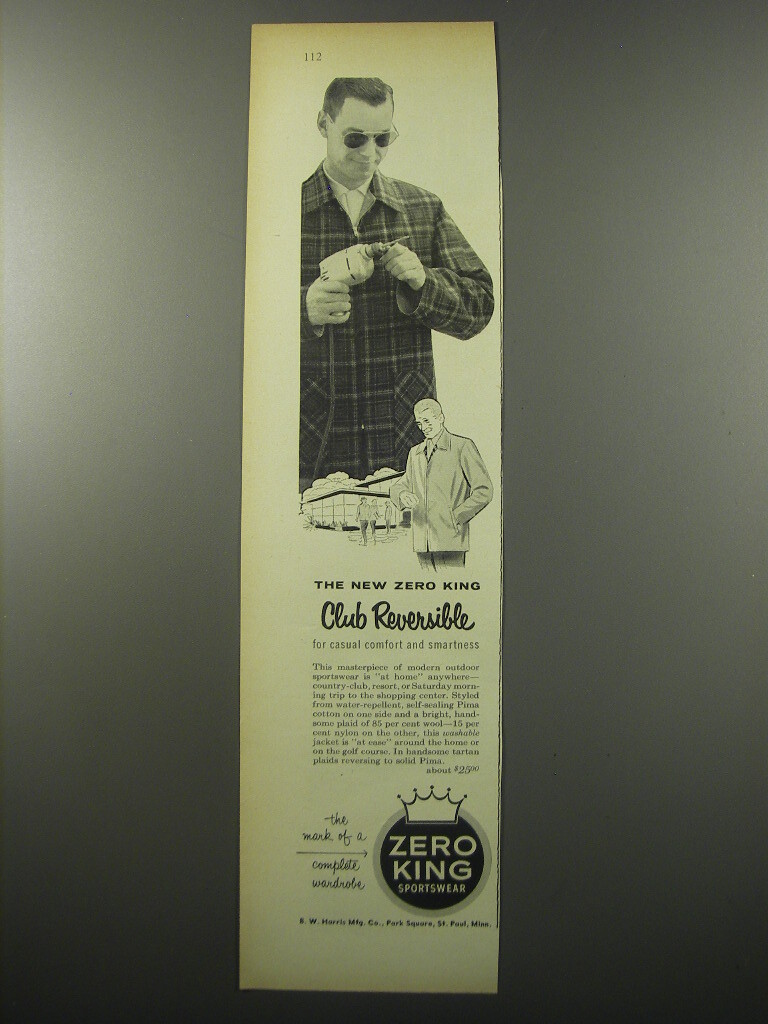 112
THE NEW ZERO KING
Club Reversible
for casual comfort and smartness
This masterpiece of modern outdoor
sportswear is "at home" anywhere—
country-club, resort, or Saturday morn-
ing trip to the shopping center. Styled
from water-repellent, self-sealing Pima
cotton on one side and a bright, hand-
some plaid of 85 per cent wool—15 per
cent nylon on the other, this washable
jacket is "at ease" around the home or
on the golf course. In handsome tartan
plaids reversing to solid Pima.
about $25⁰⁰
the
mark of a
complete
wardrobe
ZERO
KING
SPORTSWEAR
B. W. Harris Mfg. Co., Park Square, St. Paul, Minn.